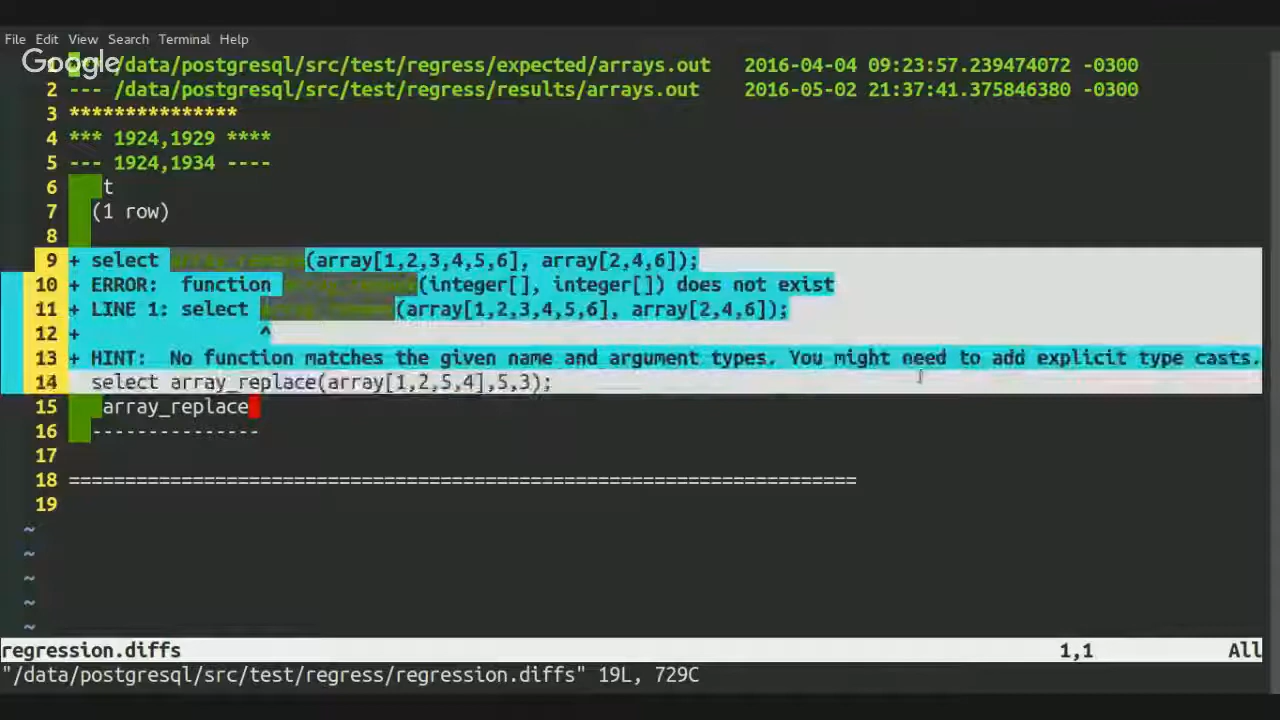 File Edit View Search Terminal Help
Google
1 /data/postgresql/src/test/regress/expected/arrays.out 2016-04-04 09:23:57.239474072 -0300
2 --- /data/postgresql/src/test/regress/results/arrays.out 2016-05-02 21:37:41.375846380 -0300
3 ***************
4 *** 1924,1929 ****
5 --- 1924,1934 ----
6 t
7 (1 row)
8
9 + select (array[1,2,3,4,5,6], array[2,4,6]);
10 + ERROR: function (integer[], integer[]) does not exist
11 + LINE 1: select (array[1,2,3,4,5,6], array[2,4,6]);
12 + ^
13 + HINT: No function matches the given name and argument types. You might need to add explicit type casts.
14 select array_replace(array[1,2,5,4],5,3);
15 array_replace
16 ---------------
17
18 ======================================================================
19
~
~
~
~
~
regression.diffs 1,1 All
"/data/postgresql/src/test/regress/regression.diffs" 19L, 729C